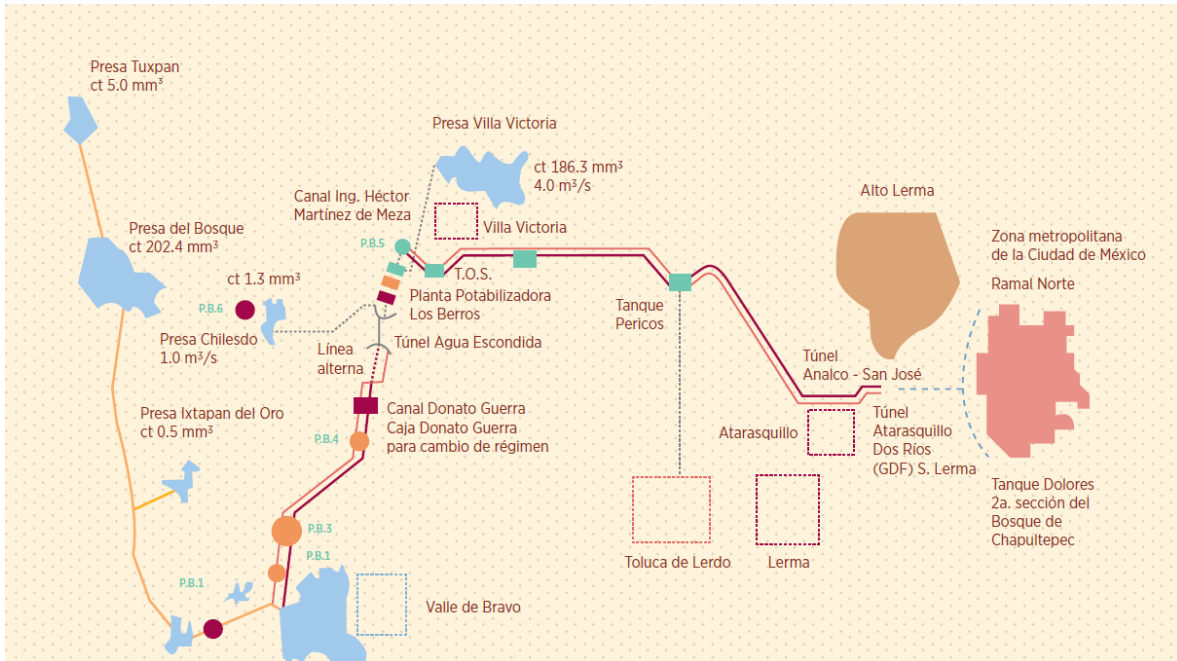 Presa Tuxpan
ct 5.0 mm³
Presa Villa Victoria
ct 186.3 mm³
4.0 m³/s
Canal Ing. Héctor
Martínez de Meza
P.B.5
Villa Victoria
Alto Lerma
Presa del Bosque
ct 202.4 mm³
Zona metropolitana
de la Ciudad de México
Ramal Norte
T.O.S.
ct 1.3 mm³
P.B.6
Planta Potabilizadora
Los Berros
Tanque
Pericos
Presa Chilesdo
1.0 m³/s
Línea
alterna
Túnel Agua Escondida
Túnel
Analco - San José
Presa Ixtapan del Oro
ct 0.5 mm³
Canal Donato Guerra
Caja Donato Guerra
para cambio de régimen
P.B.4
Atarasquillo
Túnel
Atarasquillo
Dos Ríos
(GDF) S. Lerma
Tanque Dolores
2a. sección del
Bosque de
Chapultepec
P.B.3
P.B.1
Toluca de Lerdo
Lerma
P.B.1
Valle de Bravo